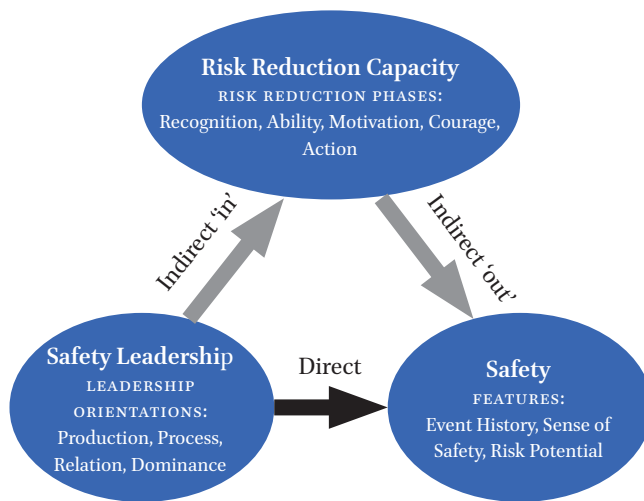 Risk Reduction Capacity
RISK REDUCTION PHASES:
Recognition, Ability, Motivation, Courage,
Action
Indirect ‘in’
Indirect ‘out’
Safety Leadership
LEADERSHIP
ORIENTATIONS:
Production, Process,
Relation, Dominance
Direct
Safety
FEATURES:
Event History, Sense of
Safety, Risk Potential